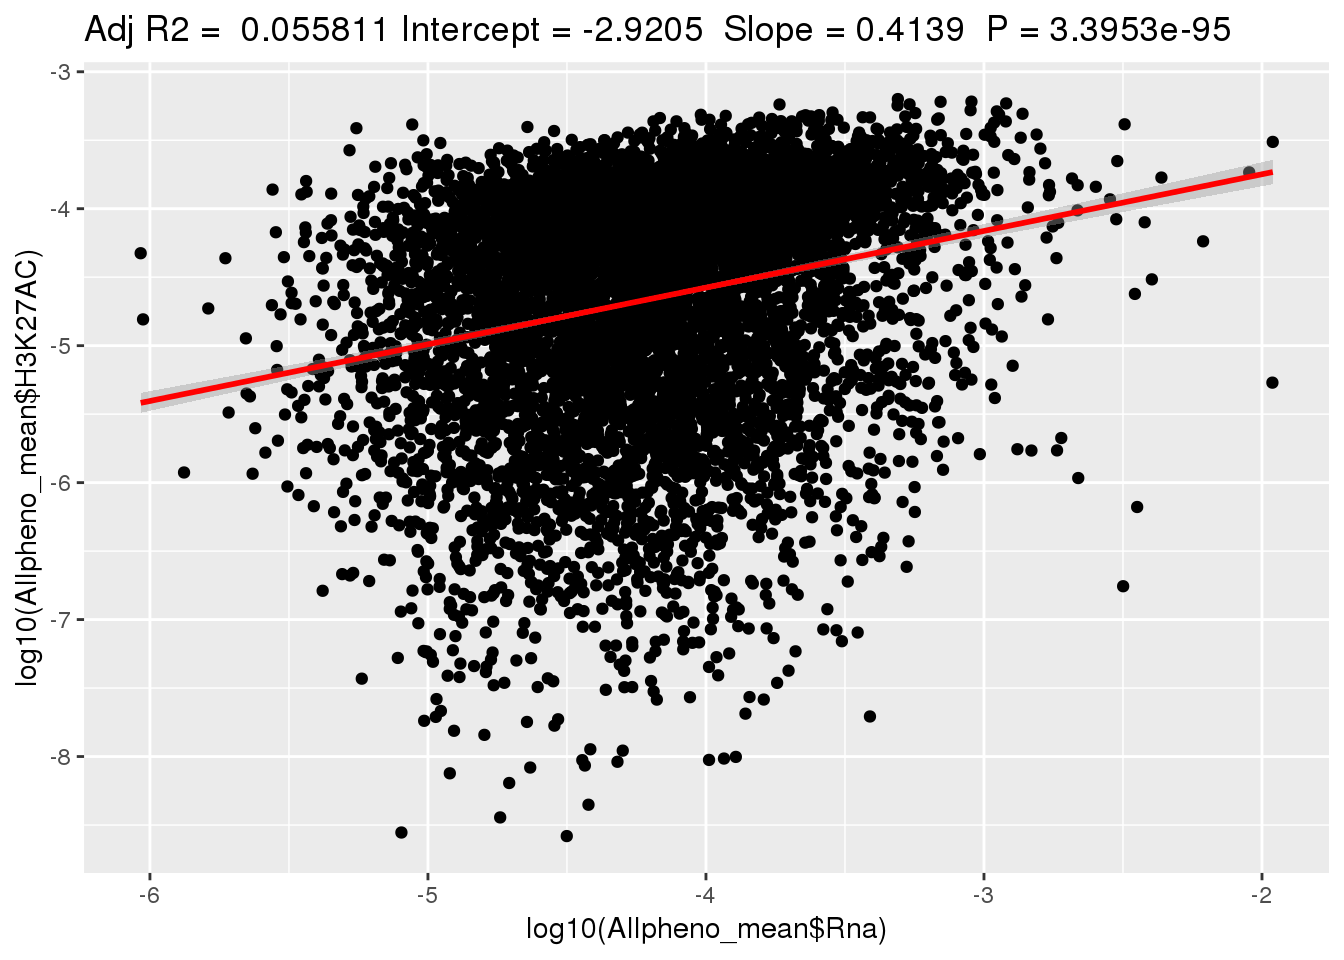 Adj R2 =  0.055811 Intercept = -2.9205  Slope = 0.4139  P = 3.3953e-95
-3
-4
-5
-6
-7
-8
log10(Allpheno_mean$H3K27AC)
-6 -5 -4 -3 -2
log10(Allpheno_mean$Rna)